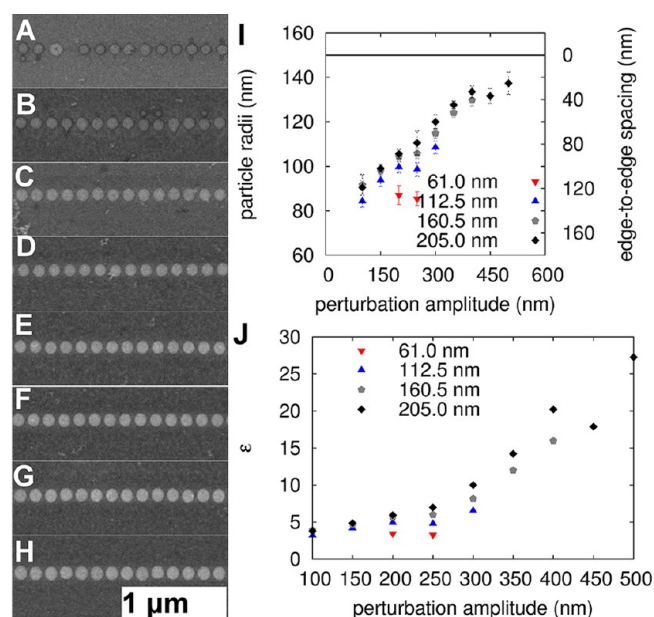 A
B
C
D
E
F
G
H
1 µm
I
160
140
120
100
80
60
particle radii (nm)
0
40
80
120
160
edge-to-edge spacing (nm)
61.0 nm
112.5 nm
160.5 nm
205.0 nm
0 150 300 450 600
perturbation amplitude (nm)
J
30
25
20
15
10
5
0
ε
61.0 nm
112.5 nm
160.5 nm
205.0 nm
100 150 200 250 300 350 400 450 500
perturbation amplitude (nm)